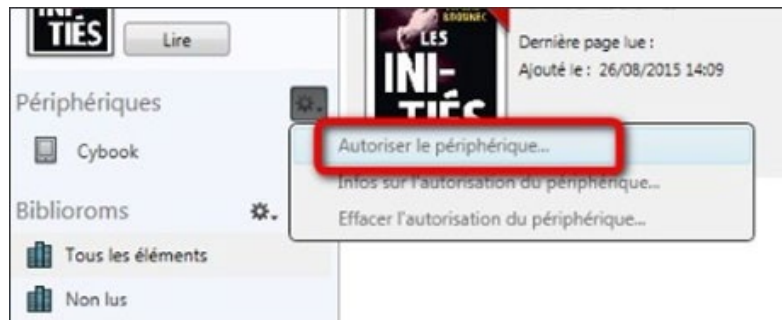 TIÉS
Lire
LES
INI-
TIÉS
Dernière page lue :
Ajouté le : 26/08/2015 14:09
Périphériques
Cybook
Autoriser le périphérique...
Infos sur l'autorisation du périphérique...
Effacer l'autorisation du périphérique...
Biblioroms
Tous les éléments
Non lus